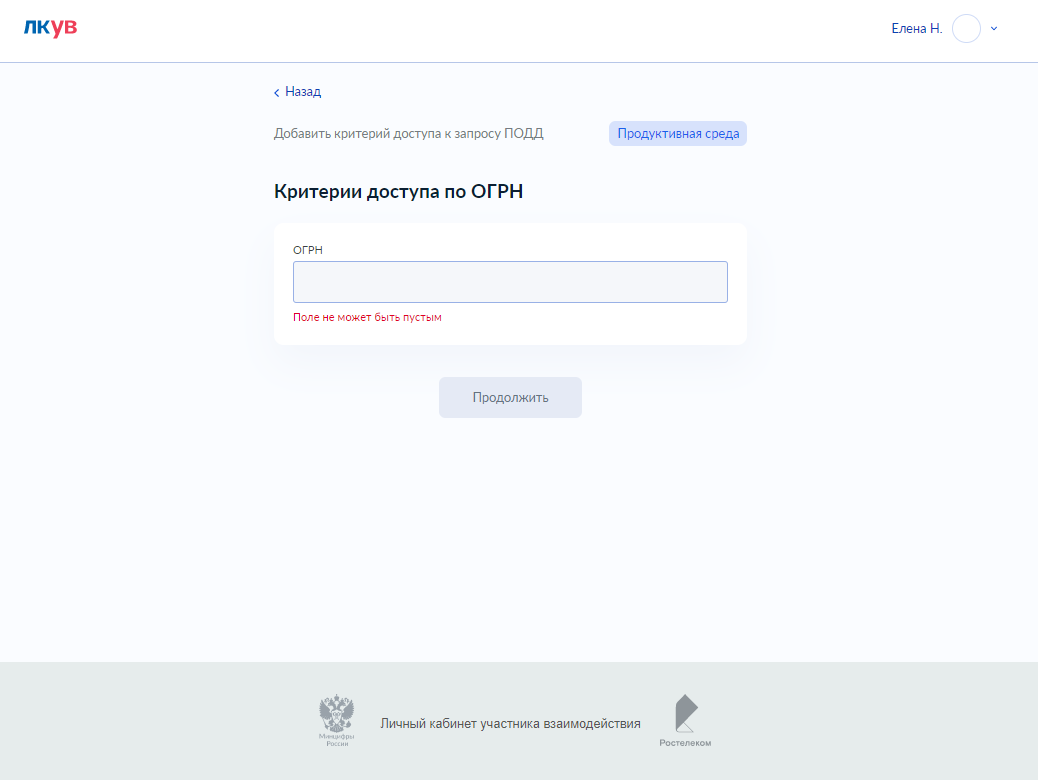 ЛКУВ
Елена Н.
Назад
Добавить критерий доступа к запросу ПОДД
Продуктивная среда
Критерии доступа по ОГРН
ОГРН
Поле не может быть пустым
Продолжить
Минцифры
России
Личный кабинет участника взаимодействия
Ростелеком